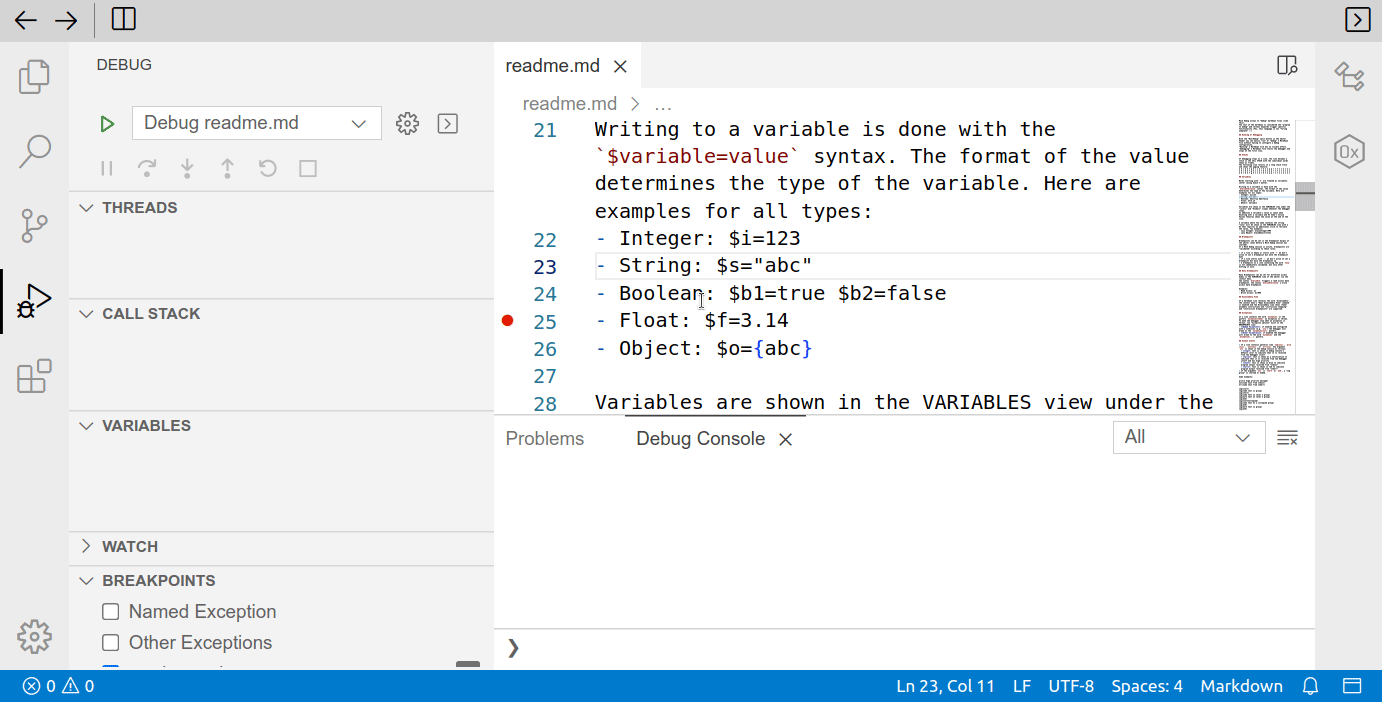 DEBUG
Debug readme.md
THREADS
CALL STACK
VARIABLES
WATCH
BREAKPOINTS
Named Exception
Other Exceptions
readme.md
readme.md > ...
21 Writing to a variable is done with the
`$variable=value` syntax. The format of the value
determines the type of the variable. Here are
examples for all types:
22 - Integer: $i=123
23 - String: $s="abc"
24 - Boolean: $b1=true $b2=false
25 - Float: $f=3.14
26 - Object: $o={abc}
27
28 Variables are shown in the VARIABLES view under the
Problems
Debug Console
All
❯
0x
0 0
Ln 23, Col 11
LF
UTF-8
Spaces: 4
Markdown